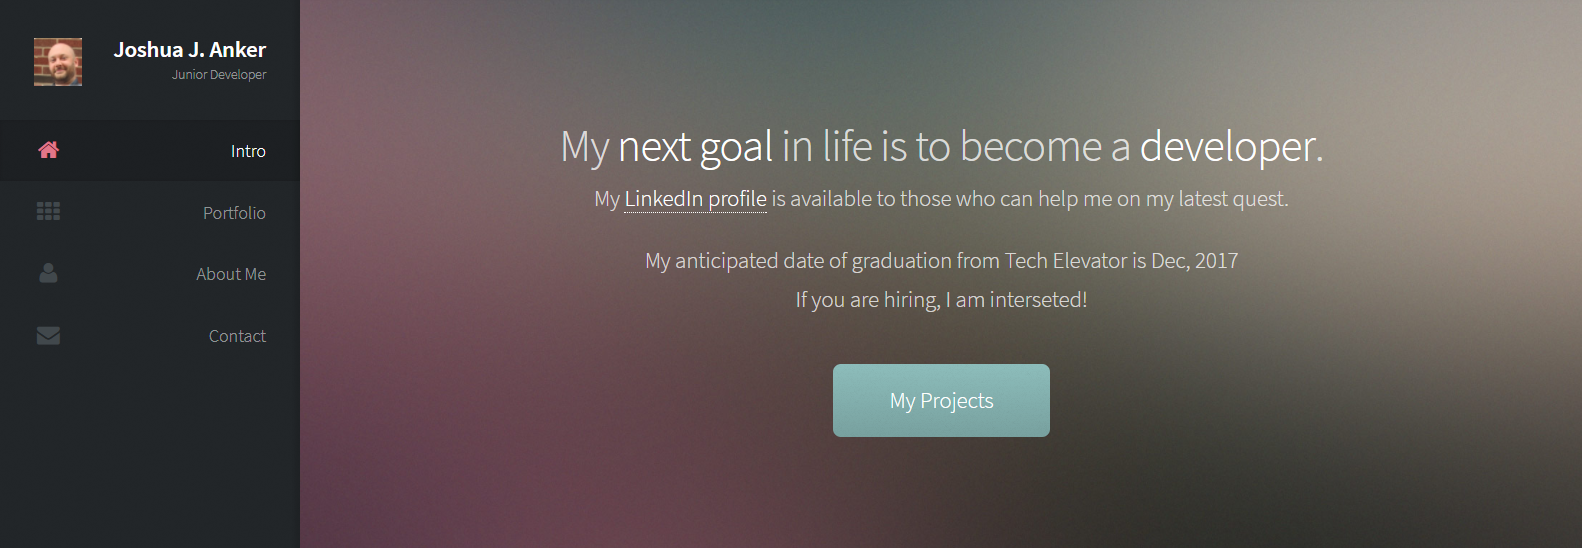 Joshua J. Anker
Junior Developer
Intro
Portfolio
About Me
Contact
My next goal in life is to become a developer.
My LinkedIn profile is available to those who can help me on my latest quest.
My anticipated date of graduation from Tech Elevator is Dec, 2017
If you are hiring, I am interseted!
My Projects